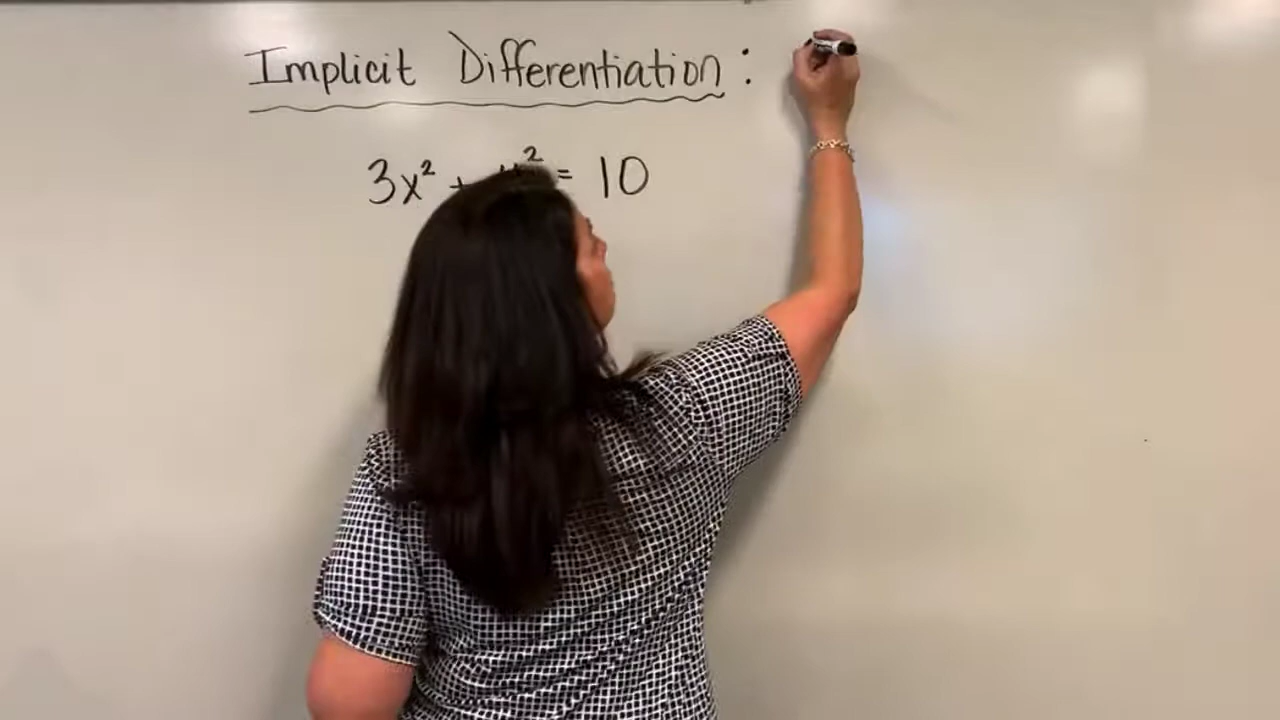 Implicit Differentiation:
3x² + y² = 10